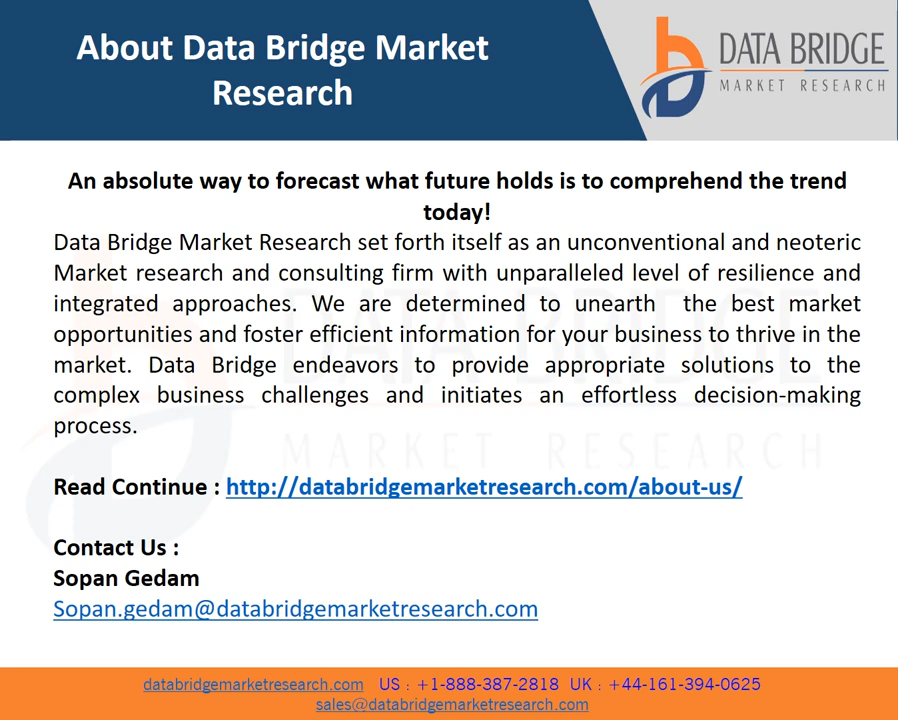 About Data Bridge Market
Research
DATA BRIDGE
MARKET RESEARCH
An absolute way to forecast what future holds is to comprehend the trend
today!
Data Bridge Market Research set forth itself as an unconventional and neoteric
Market research and consulting firm with unparalleled level of resilience and
integrated approaches. We are determined to unearth the best market
opportunities and foster efficient information for your business to thrive in the
market. Data Bridge endeavors to provide appropriate solutions to the
complex business challenges and initiates an effortless decision-making
process.
DATA BRIDGE
MARKET RESEARCH
Read Continue : http://databridgemarketresearch.com/about-us/
Contact Us :
Sopan Gedam
Sopan.gedam@databridgemarketresearch.com
databridgemarketresearch.com US : +1-888-387-2818 UK : +44-161-394-0625
sales@databridgemarketresearch.com